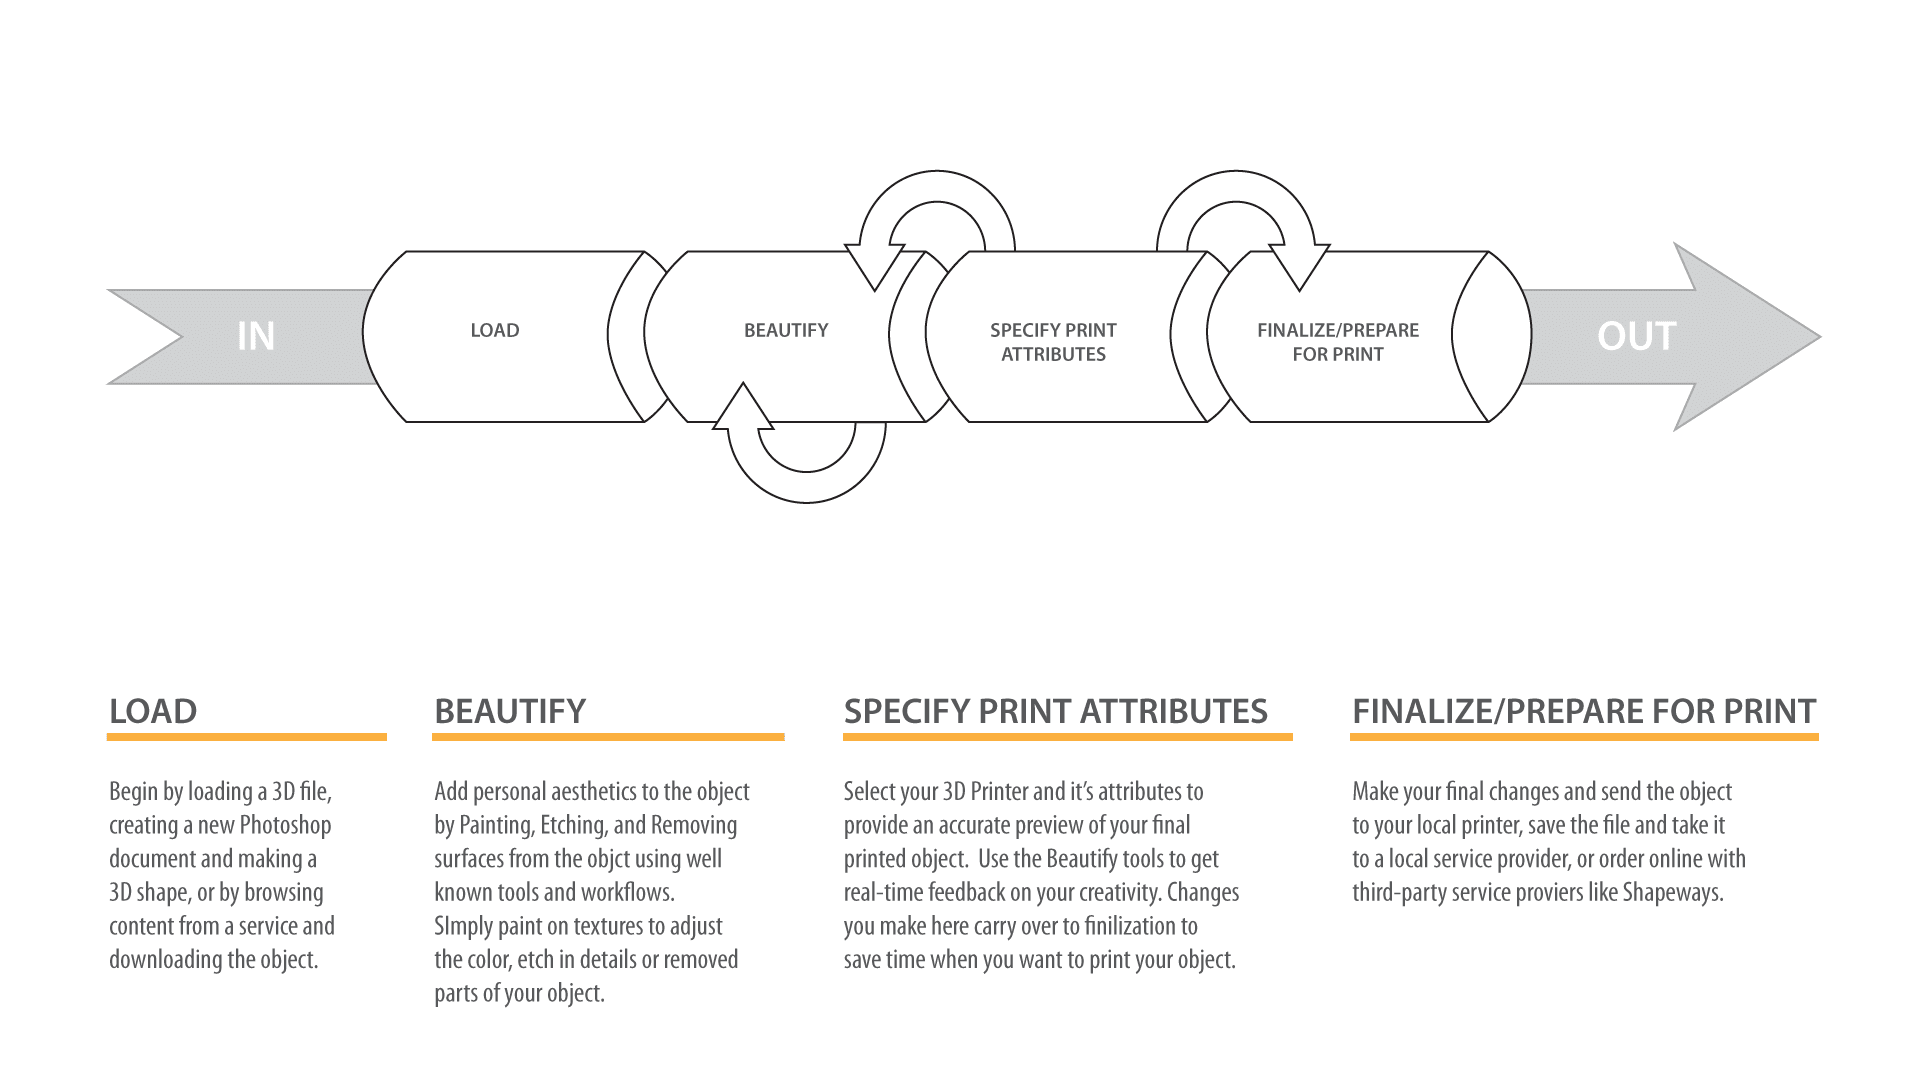 IN
LOAD
BEAUTIFY
SPECIFY PRINT
ATTRIBUTES
FINALIZE/PREPARE
FOR PRINT
OUT
LOAD
Begin by loading a 3D file,
creating a new Photoshop
document and making a
3D shape, or by browsing
content from a service and
downloading the object.
BEAUTIFY
Add personal aesthetics to the object
by Painting, Etching, and Removing
surfaces from the objct using well
known tools and workflows.
SImply paint on textures to adjust
the color, etch in details or removed
parts of your object.
SPECIFY PRINT ATTRIBUTES
Select your 3D Printer and it’s attributes to
provide an accurate preview of your final
printed object.  Use the Beautify tools to get
real-time feedback on your creativity. Changes
you make here carry over to finilization to
save time when you want to print your object.
FINALIZE/PREPARE FOR PRINT
Make your final changes and send the object
to your local printer, save the file and take it
to a local service provider, or order online with
third-party service proviers like Shapeways.